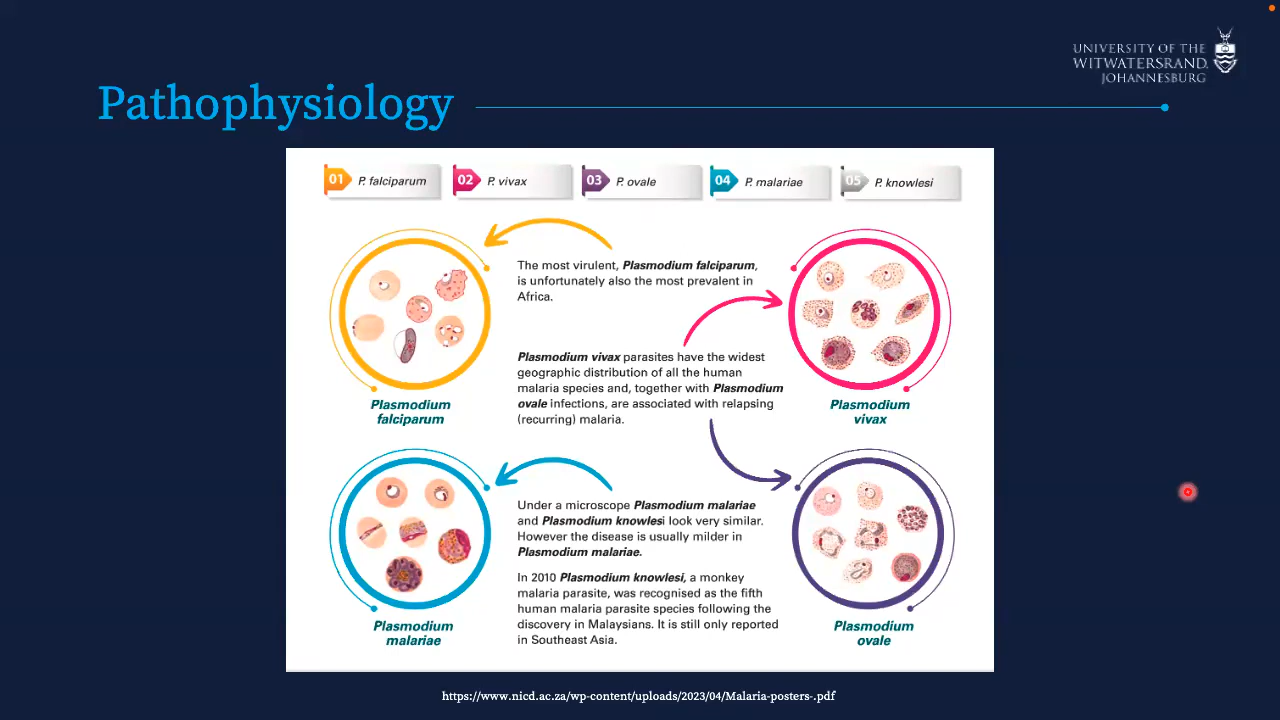 UNIVERSITY OF THE
WITWATERSRAND,
JOHANNESBURG
Pathophysiology
01 P. falciparum
02 P. vivax
03 P. ovale
04 P. malariae
05 P. knowlesi
The most virulent, Plasmodium falciparum,
is unfortunately also the most prevalent in
Africa.
Plasmodium vivax parasites have the widest
geographic distribution of all the human
malaria species and, together with Plasmodium
ovale infections, are associated with relapsing
(recurring) malaria.
Plasmodium
falciparum
Plasmodium
vivax
Under a microscope Plasmodium malariae
and Plasmodium knowlesi look very similar.
However the disease is usually milder in
Plasmodium malariae.
In 2010 Plasmodium knowlesi, a monkey
malaria parasite, was recognised as the fifth
human malaria parasite species following the
discovery in Malaysians. It is still only reported
in Southeast Asia.
Plasmodium
malariae
Plasmodium
ovale
https://www.nicd.ac.za/wp-content/uploads/2023/04/Malaria-posters-.pdf